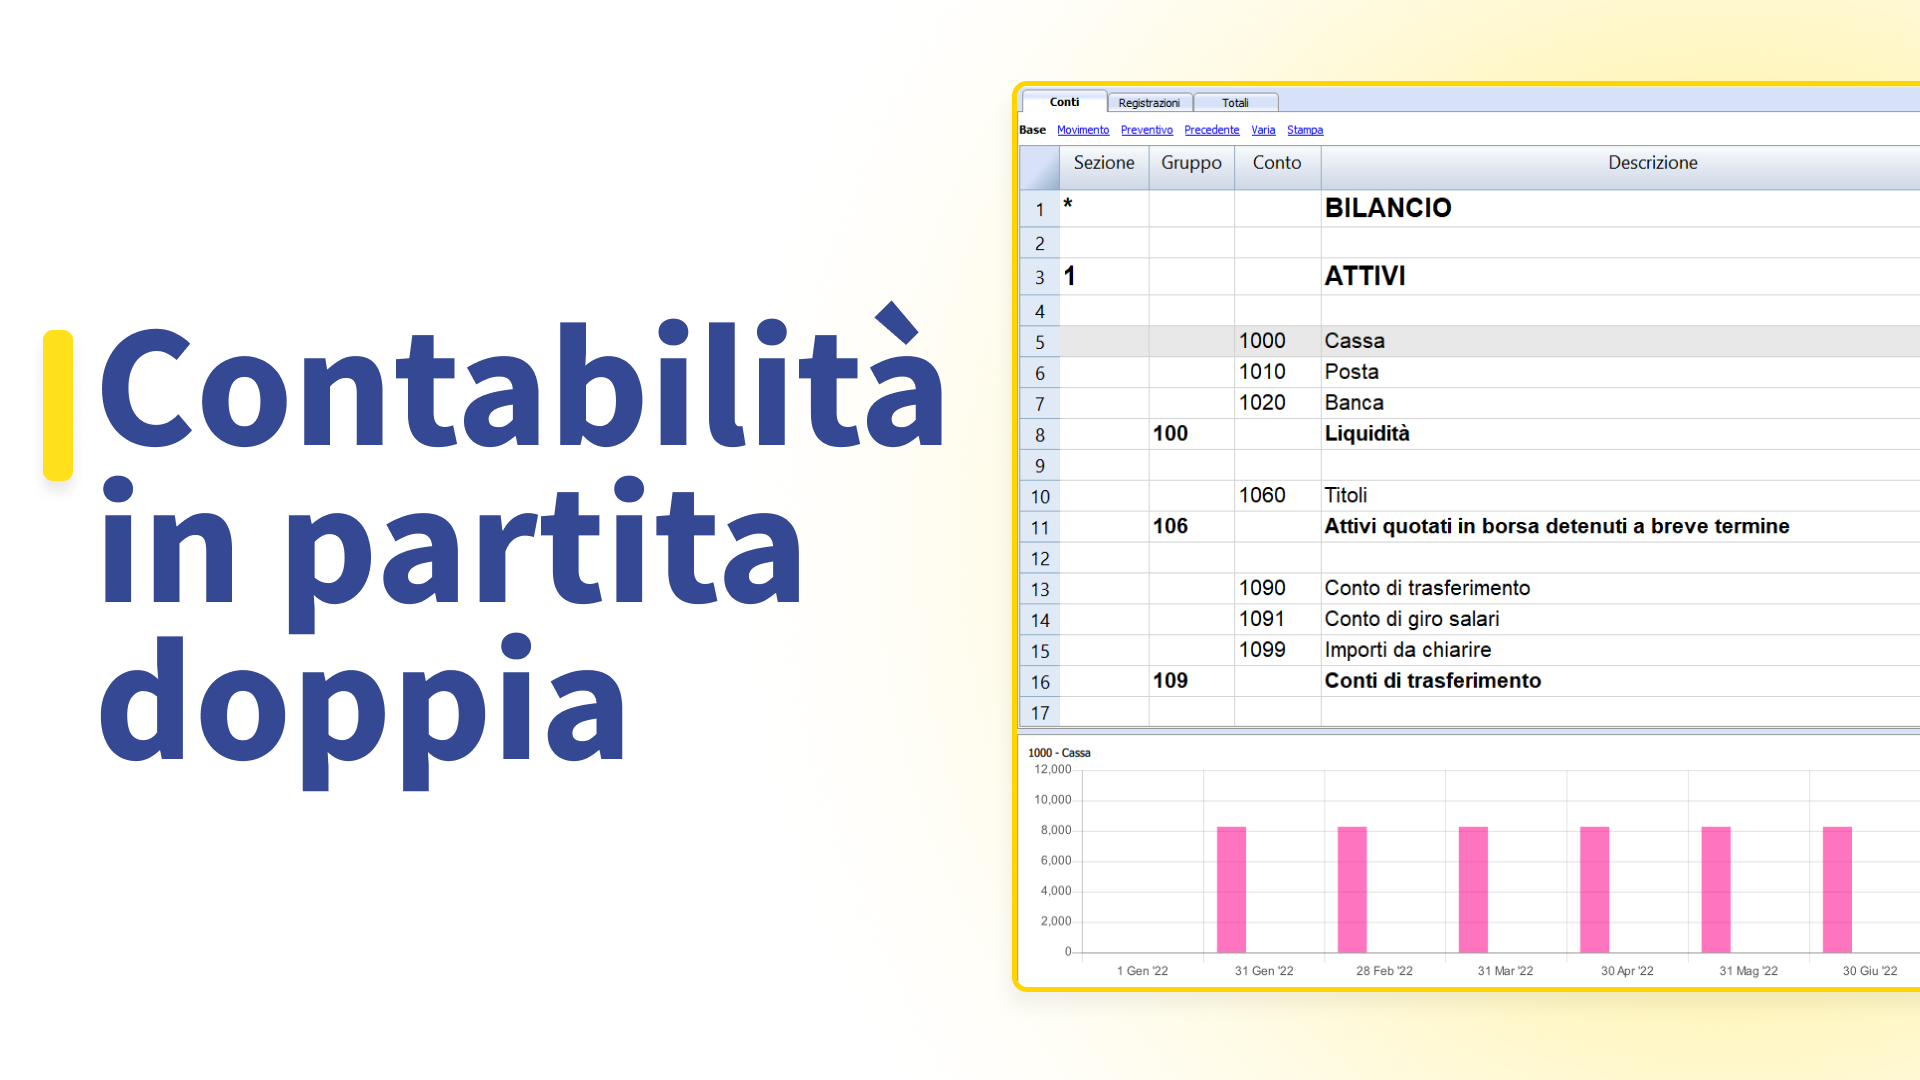 Contabilità
in partita
doppia
Conti Registrazioni Totali
Base Movimento Preventivo Precedente Varia Stampa
Sezione Gruppo Conto Descrizione
1 * BILANCIO
2
3 1 ATTIVI
4
5 1000 Cassa
6 1010 Posta
7 1020 Banca
8 100 Liquidità
9
10 1060 Titoli
11 106 Attivi quotati in borsa detenuti a breve termine
12
13 1090 Conto di trasferimento
14 1091 Conto di giro salari
15 1099 Importi da chiarire
16 109 Conti di trasferimento
17
1000 - Cassa
12,000
10,000
8,000
6,000
4,000
2,000
0
1 Gen '22 31 Gen '22 28 Feb '22 31 Mar '22 30 Apr '22 31 Mag '22 30 Giu '22